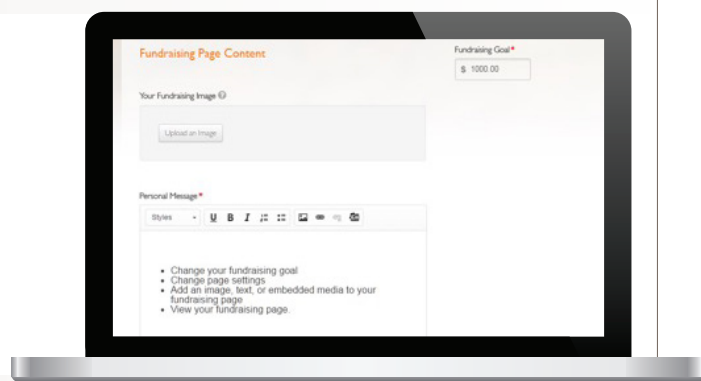 Fundraising Page Content
Fundraising Goal*
$ 1000.00
Your Fundraising Image ?
Upload an Image
Personal Message*
Styles
U B I
• Change your fundraising goal
• Change page settings
• Add an image, text, or embedded media to your
fundraising page
• View your fundraising page.